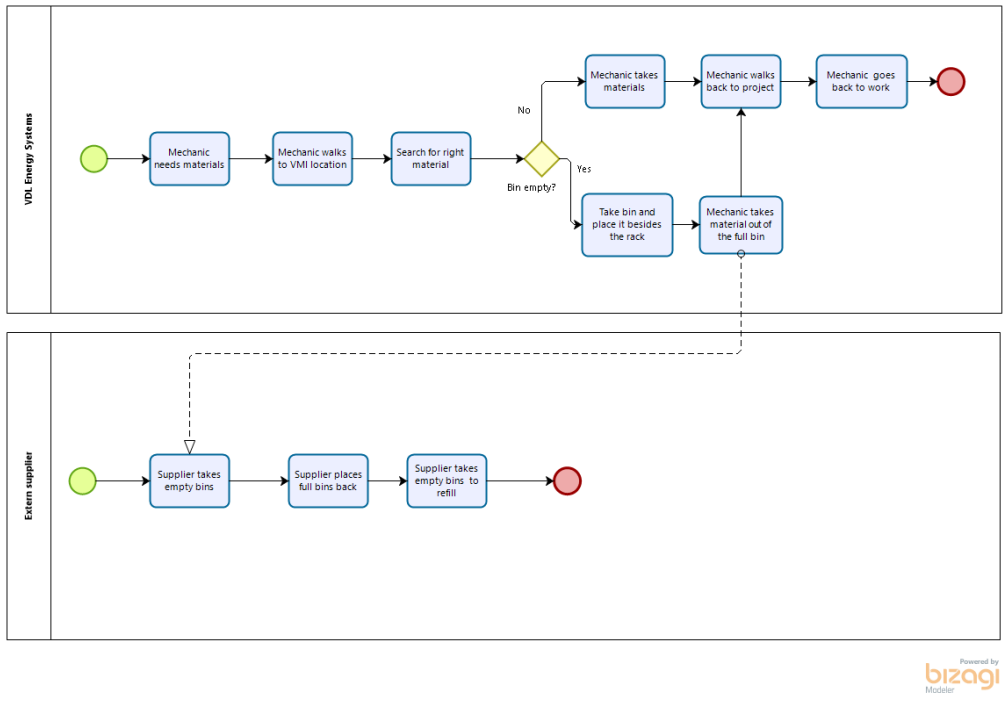 VDL Energy Systems
Mechanic
needs materials
Mechanic walks
to VMI location
Search for right
material
Bin empty?
No
Mechanic takes
materials
Mechanic walks
back to project
Mechanic goes
back to work
Yes
Take bin and
place it besides
the rack
Mechanic takes
material out of
the full bin
Extern supplier
Supplier takes
empty bins
Supplier places
full bins back
Supplier takes
empty bins to
refill
Powered by
bizagi
Modeler